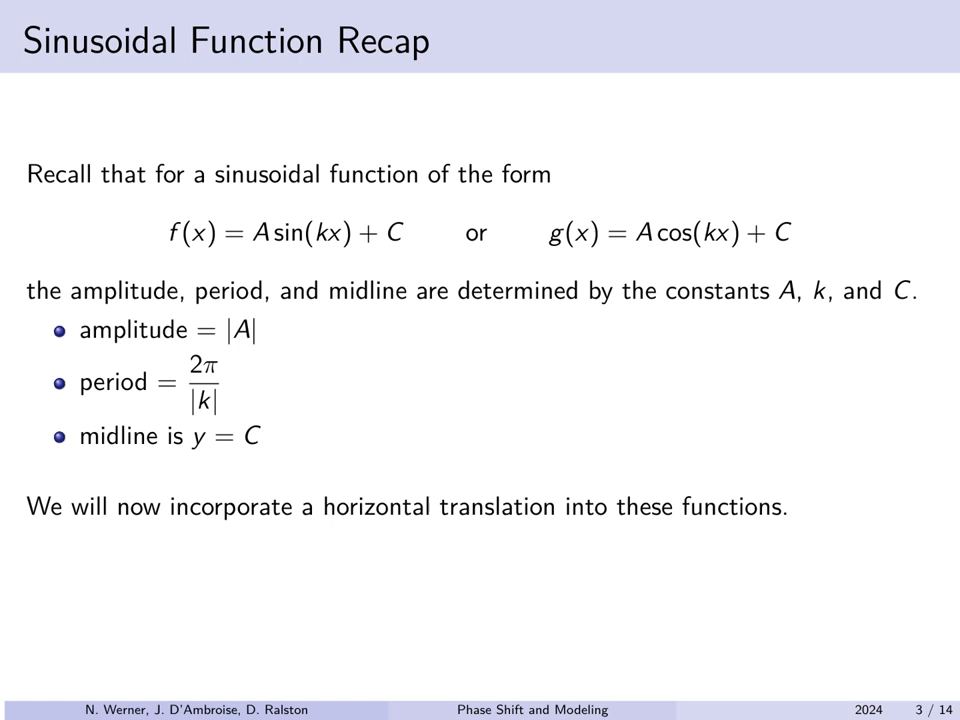 Sinusoidal Function Recap
Recall that for a sinusoidal function of the form
f(x) = A sin(kx) + C or g(x) = A cos(kx) + C
the amplitude, period, and midline are determined by the constants A, k, and C.
amplitude = |A|
period = 2π / |k|
midline is y = C
We will now incorporate a horizontal translation into these functions.
N. Werner, J. D'Ambroise, D. Ralston Phase Shift and Modeling 2024 3 / 14